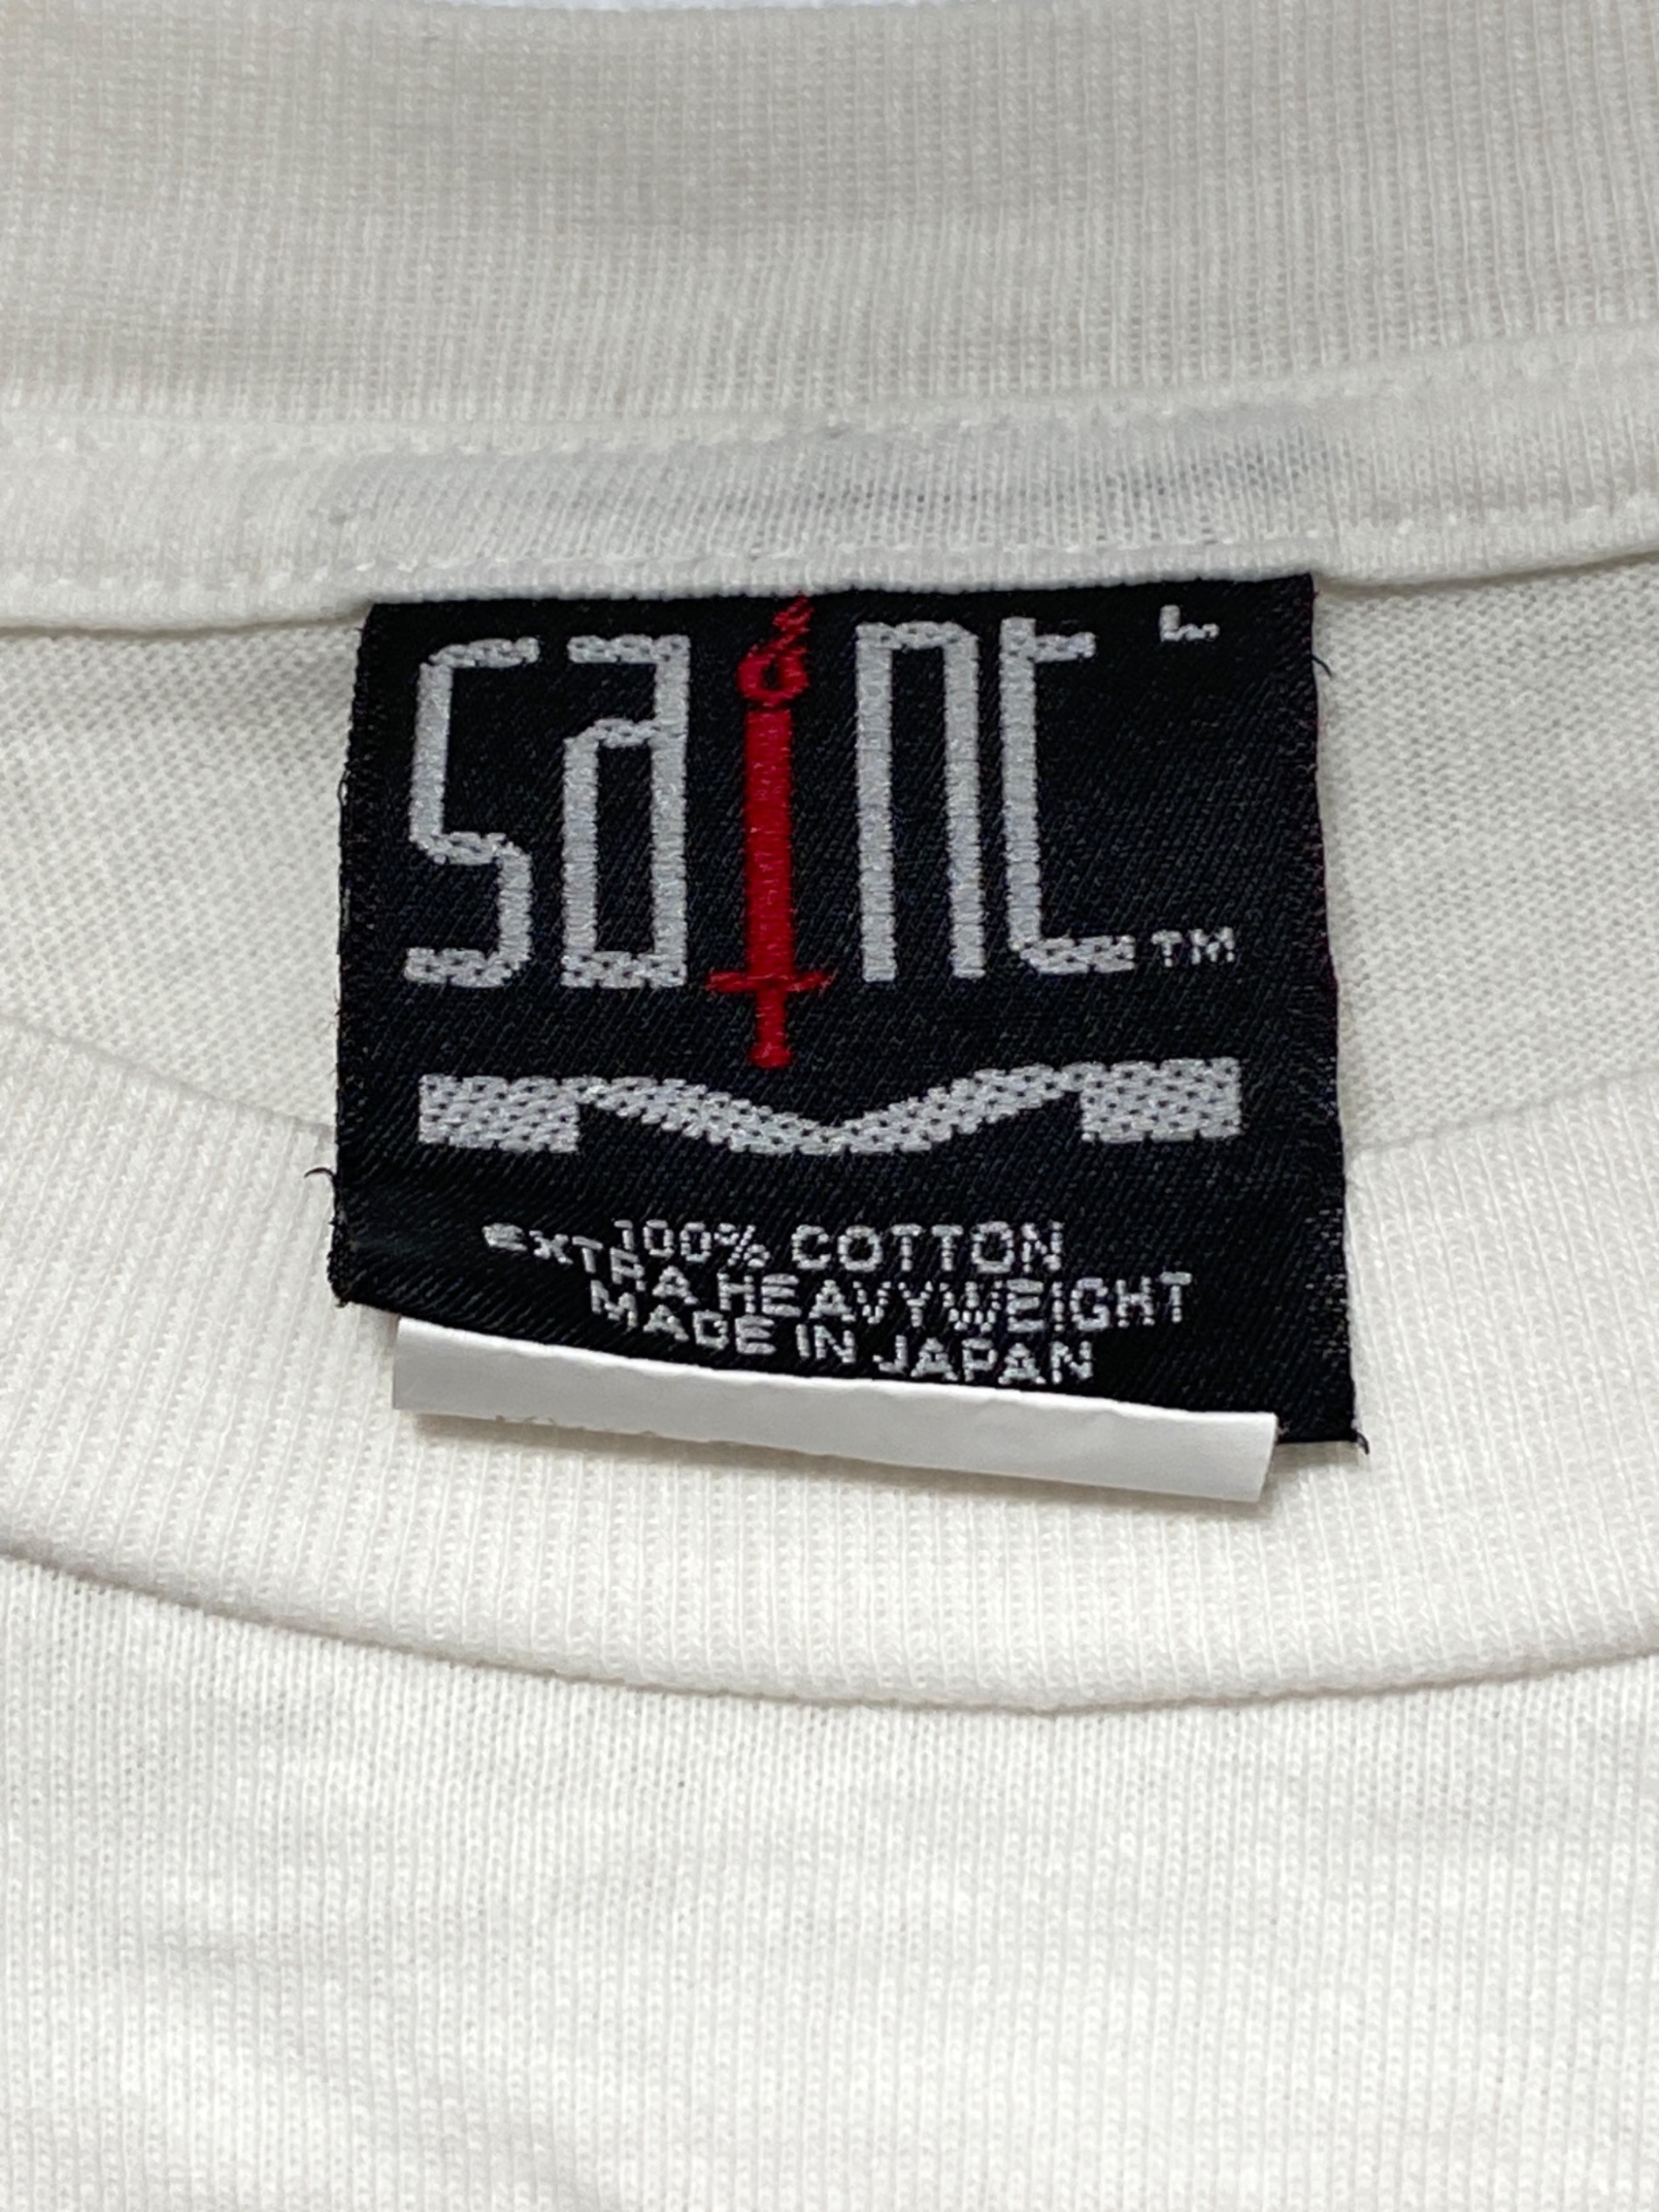 SaiNt L
TM
100% COTTON
EXTRA HEAVYWEIGHT
MADE IN JAPAN